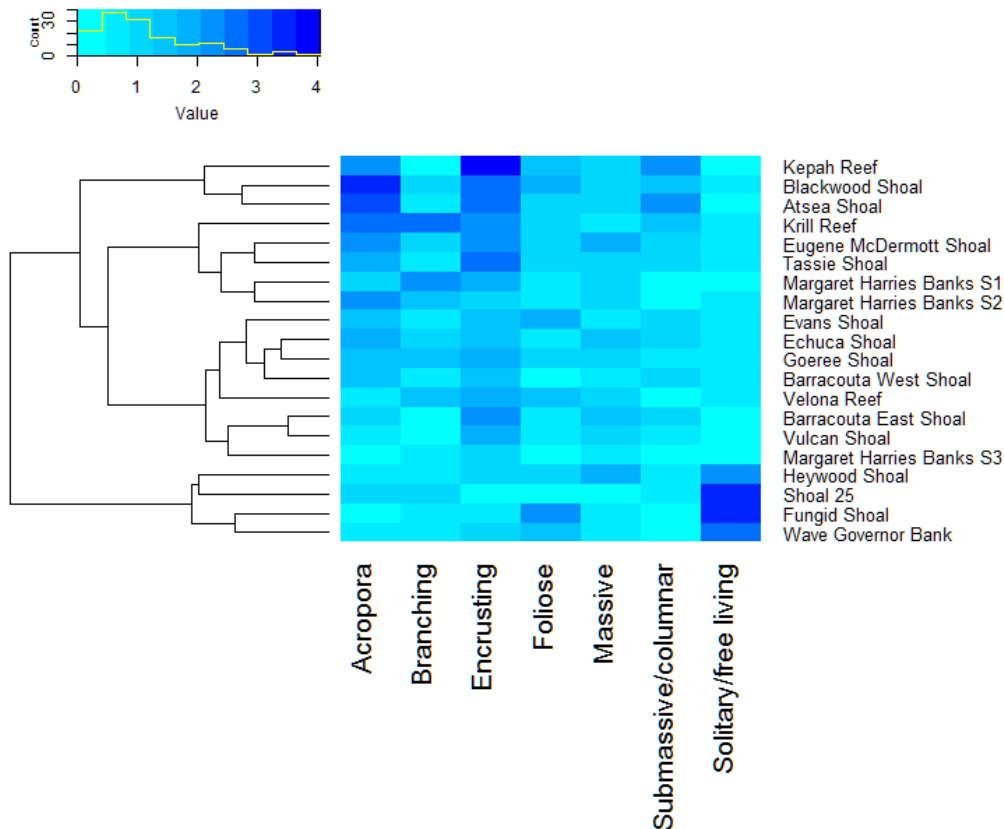 30
0
Count
0 1 2 3 4
Value
Kepah Reef
Blackwood Shoal
Atsea Shoal
Krill Reef
Eugene McDermott Shoal
Tassie Shoal
Margaret Harries Banks S1
Margaret Harries Banks S2
Evans Shoal
Echuca Shoal
Goeree Shoal
Barracouta West Shoal
Velona Reef
Barracouta East Shoal
Vulcan Shoal
Margaret Harries Banks S3
Heywood Shoal
Shoal 25
Fungid Shoal
Wave Governor Bank
Acropora
Branching
Encrusting
Foliose
Massive
Submassive/columnar
Solitary/free living